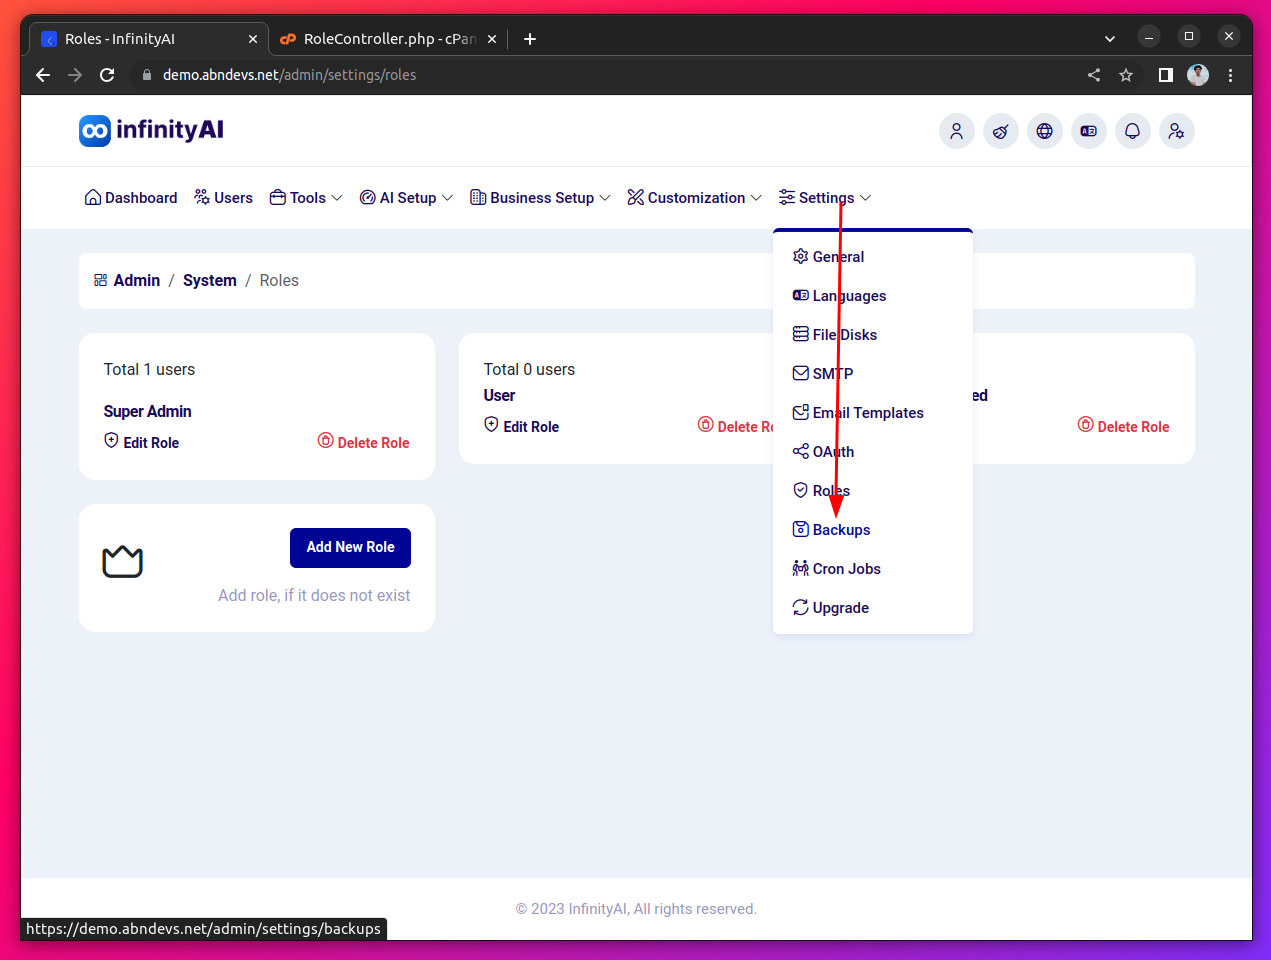 Roles - InfinityAI
RoleController.php - cPan
demo.abndevs.net/admin/settings/roles
infinityAI
Dashboard
Users
Tools
AI Setup
Business Setup
Customization
Settings
Admin / System / Roles
General
Languages
File Disks
SMTP
Email Templates
OAuth
Roles
Backups
Cron Jobs
Upgrade
Total 1 users
Super Admin
Edit Role
Delete Role
Total 0 users
User
Edit Role
Delete Ro
ed
Delete Role
Add New Role
Add role, if it does not exist
© 2023 InfinityAI, All rights reserved.
https://demo.abndevs.net/admin/settings/backups